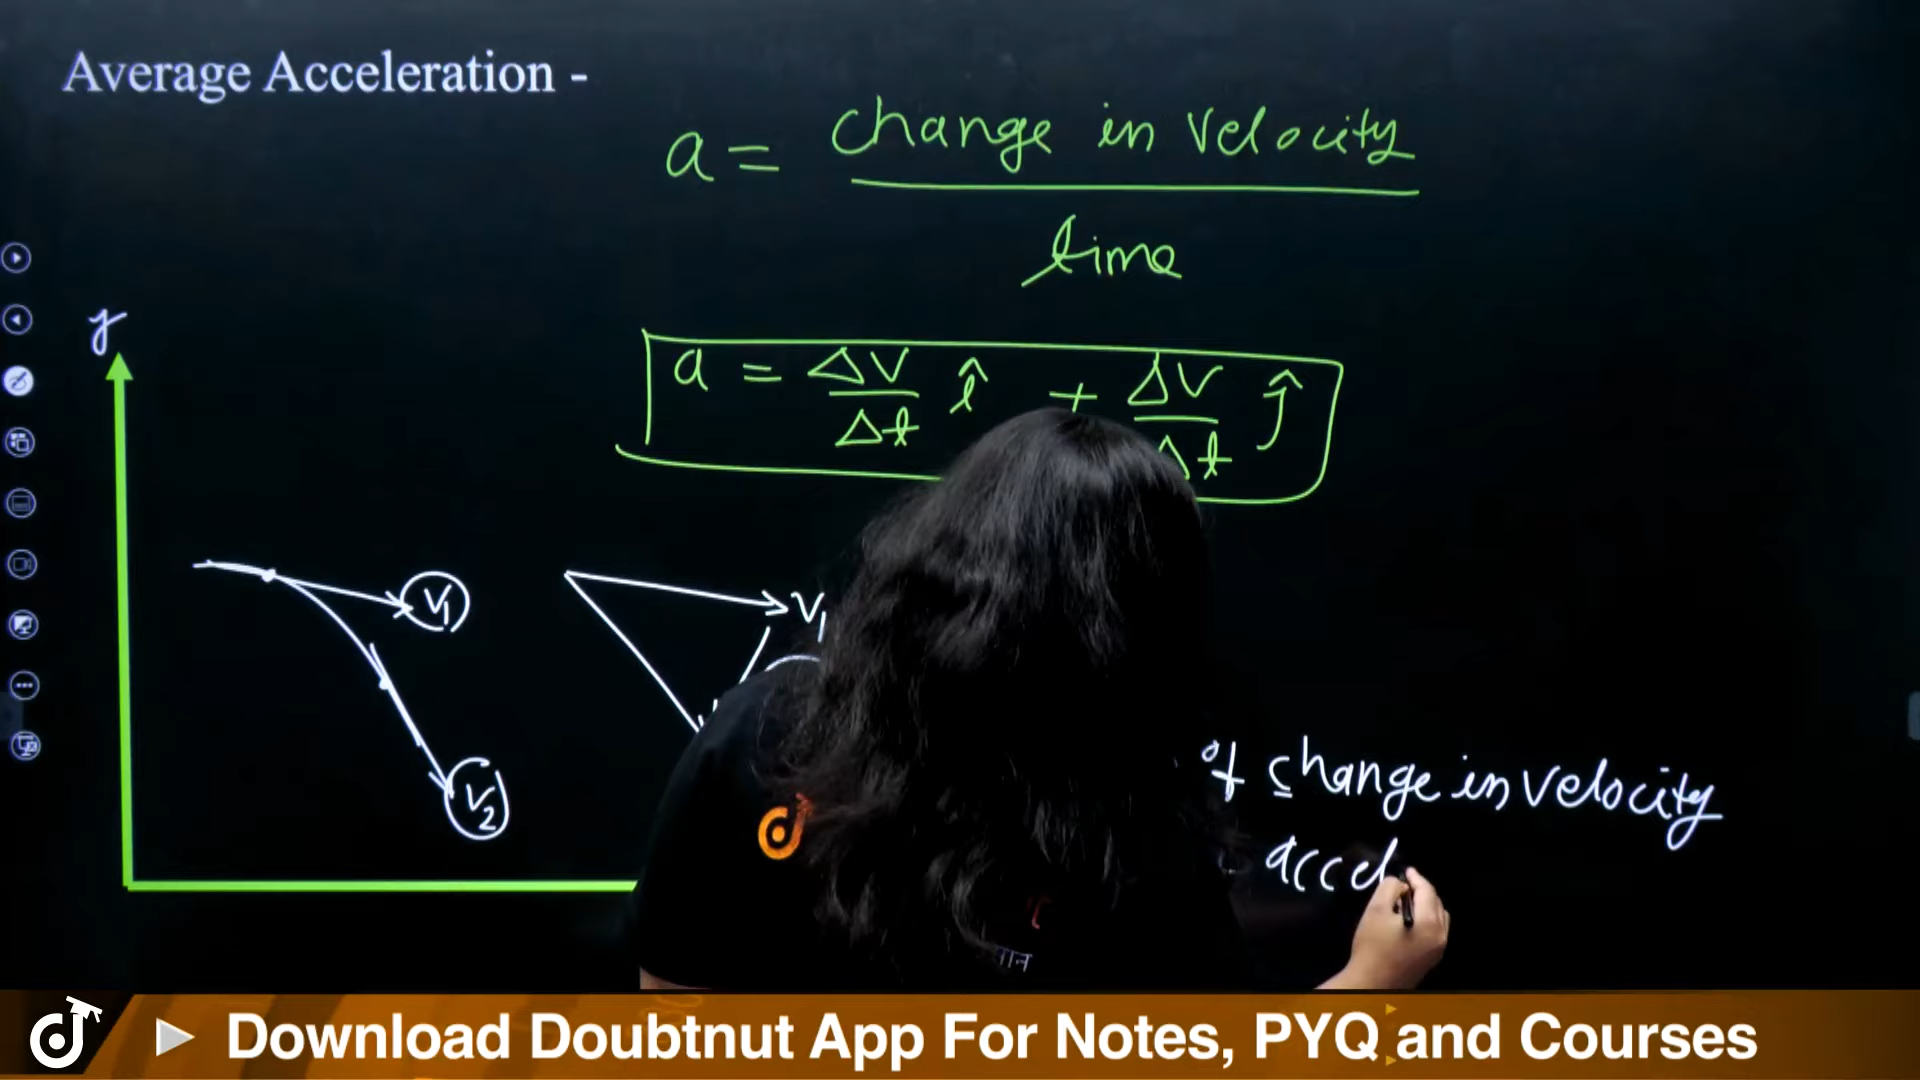 Average Acceleration -
a = change in velocity
time
y
a = ΔV/Δt î + ΔV/Δt ĵ
V1
V1
V2
of change in velocity
accel
Download Doubtnut App For Notes, PYQ and Courses